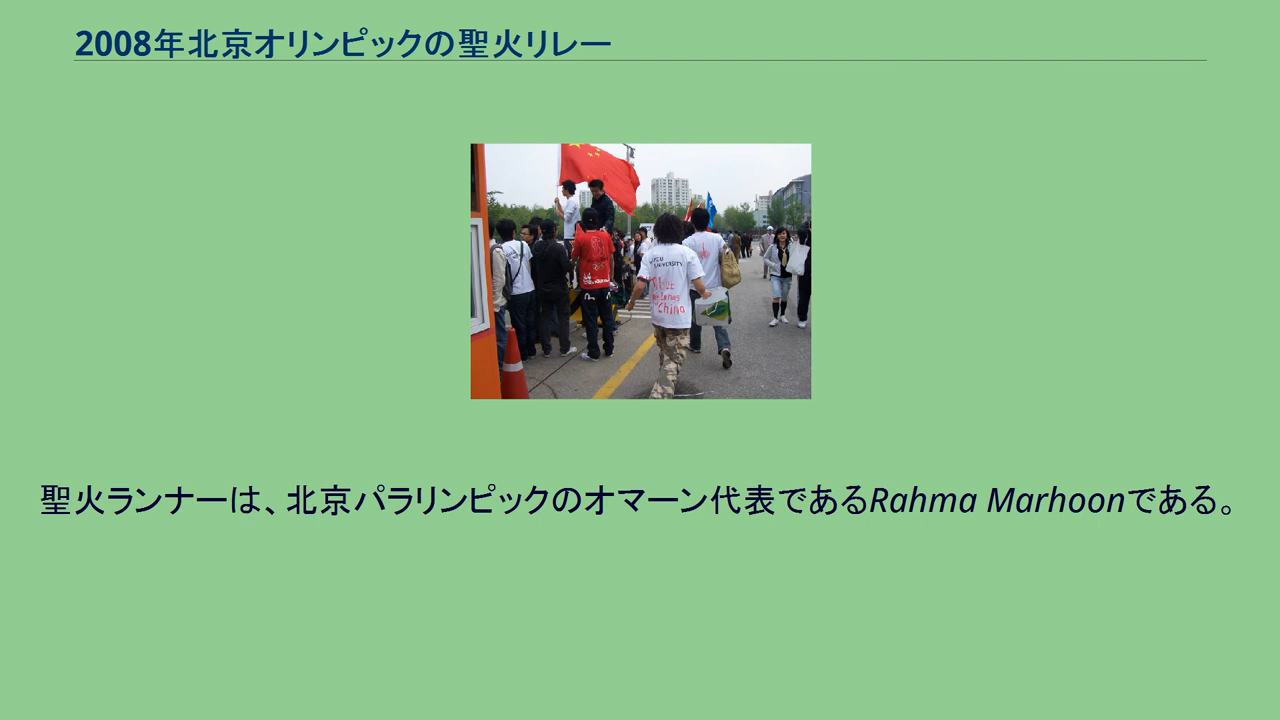 2008年北京オリンピックの聖火リレー
UNIVERSITY
China
聖火ランナーは、北京パラリンピックのオマーン代表であるRahma Marhoonである。